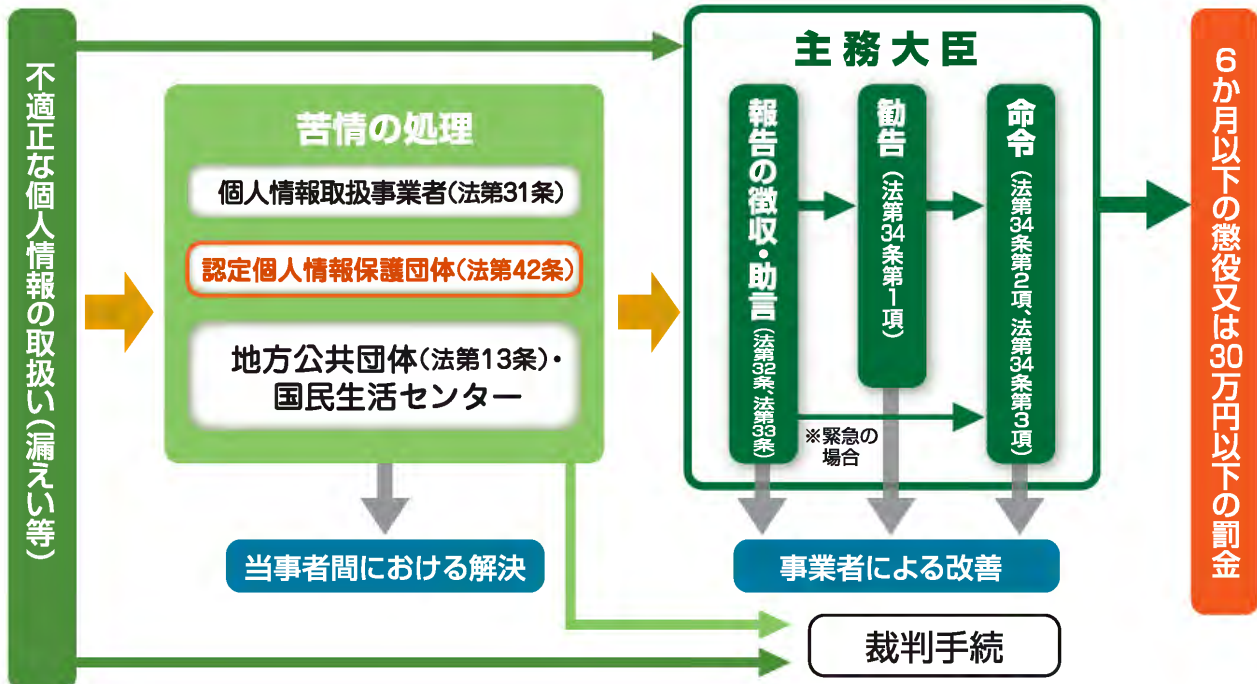 不適正な個人情報の取扱い(漏えい等)
苦情の処理
個人情報取扱事業者(法第31条)
認定個人情報保護団体(法第42条)
地方公共団体(法第13条)・
国民生活センター
当事者間における解決
主務大臣
報告の徴収・助言(法第32条、法第33条)
勧告(法第34条第1項)
命令(法第34条第2項、法第34条第3項)
※緊急の
場合
事業者による改善
裁判手続
6か月以下の懲役又は30万円以下の罰金